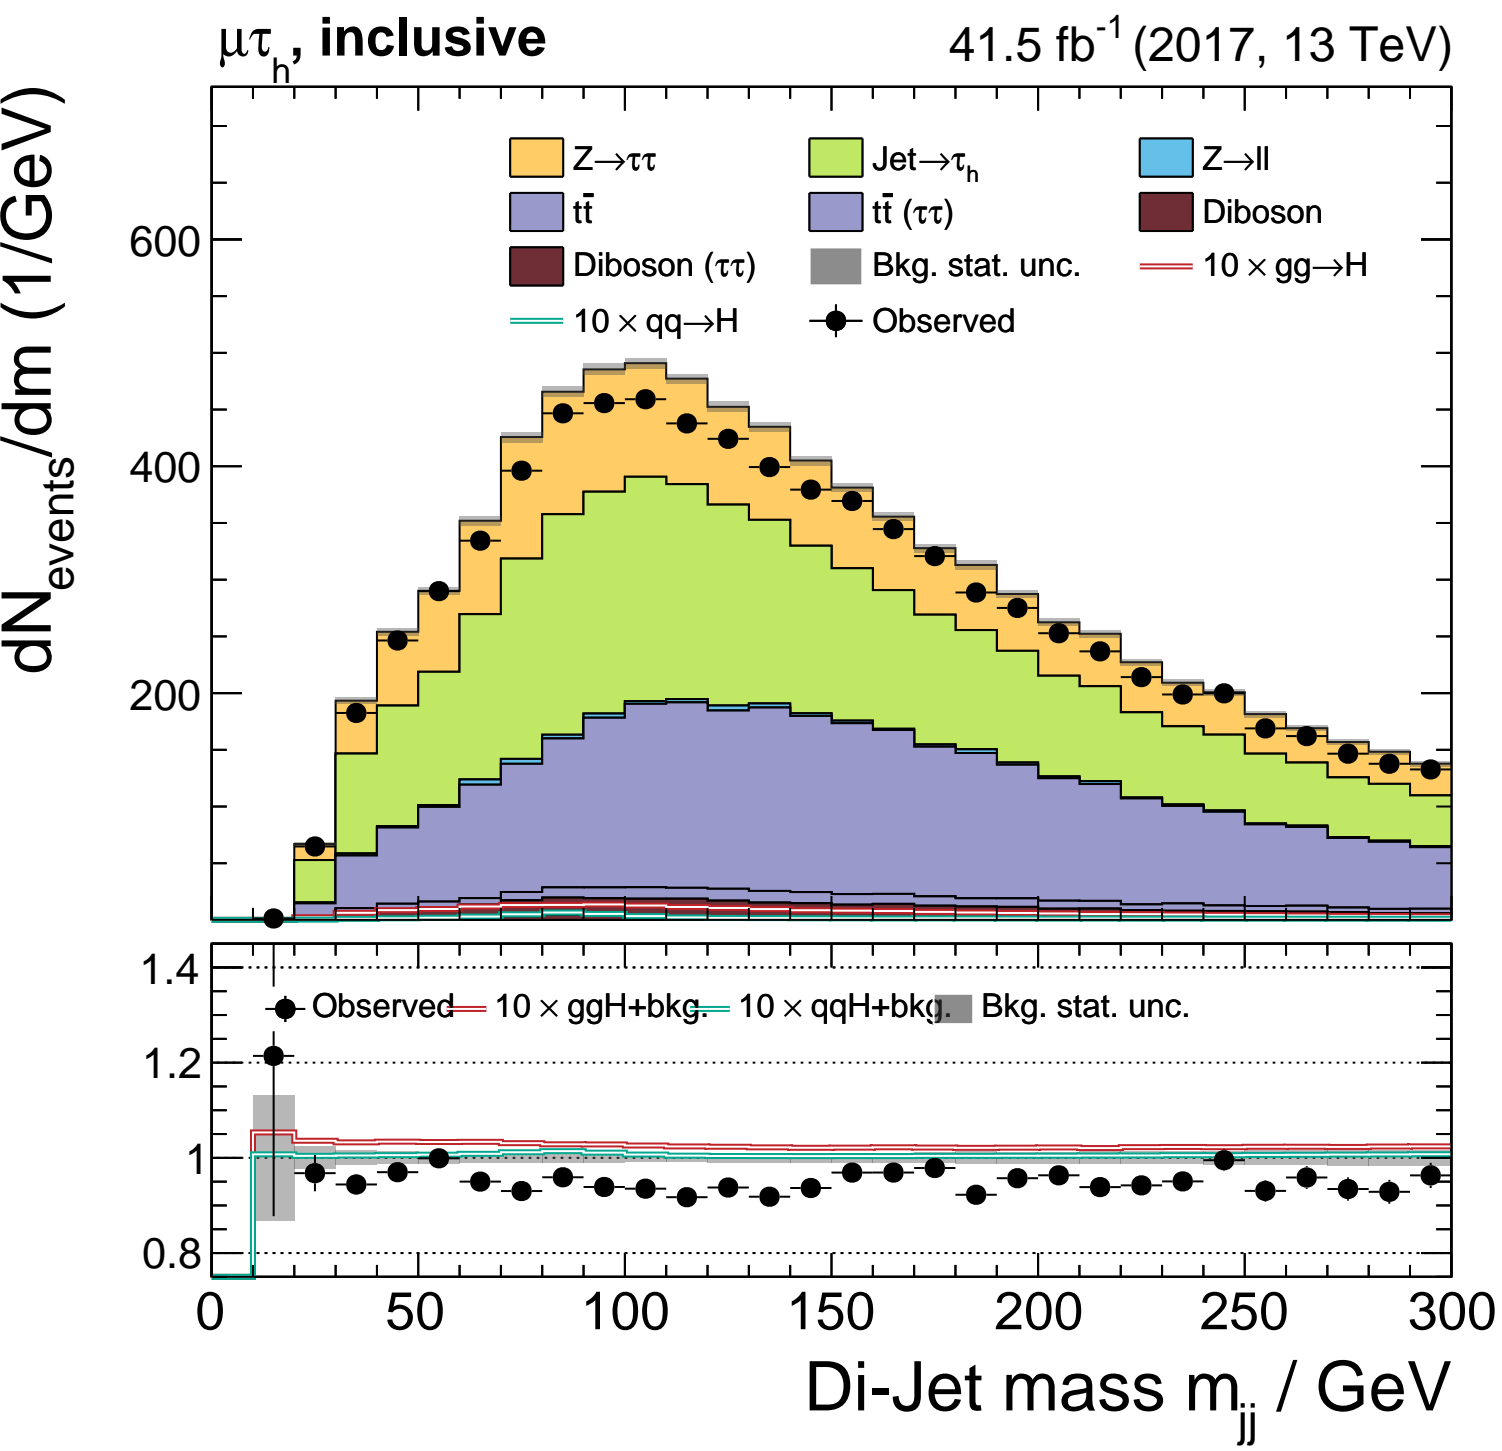 μτh, inclusive 41.5 fb-1 (2017, 13 TeV)
dNevents/dm (1/GeV)
Z→ττ Jet→τh Z→ll
tt̄ tt̄ (ττ) Diboson
Diboson (ττ) Bkg. stat. unc. 10 × gg→H
10 × qq→H Observed
600
400
200
1.4
Observed 10 × ggH+bkg. 10 × qqH+bkg. Bkg. stat. unc.
1.2
1
0.8
0 50 100 150 200 250 300
Di-Jet mass mjj / GeV